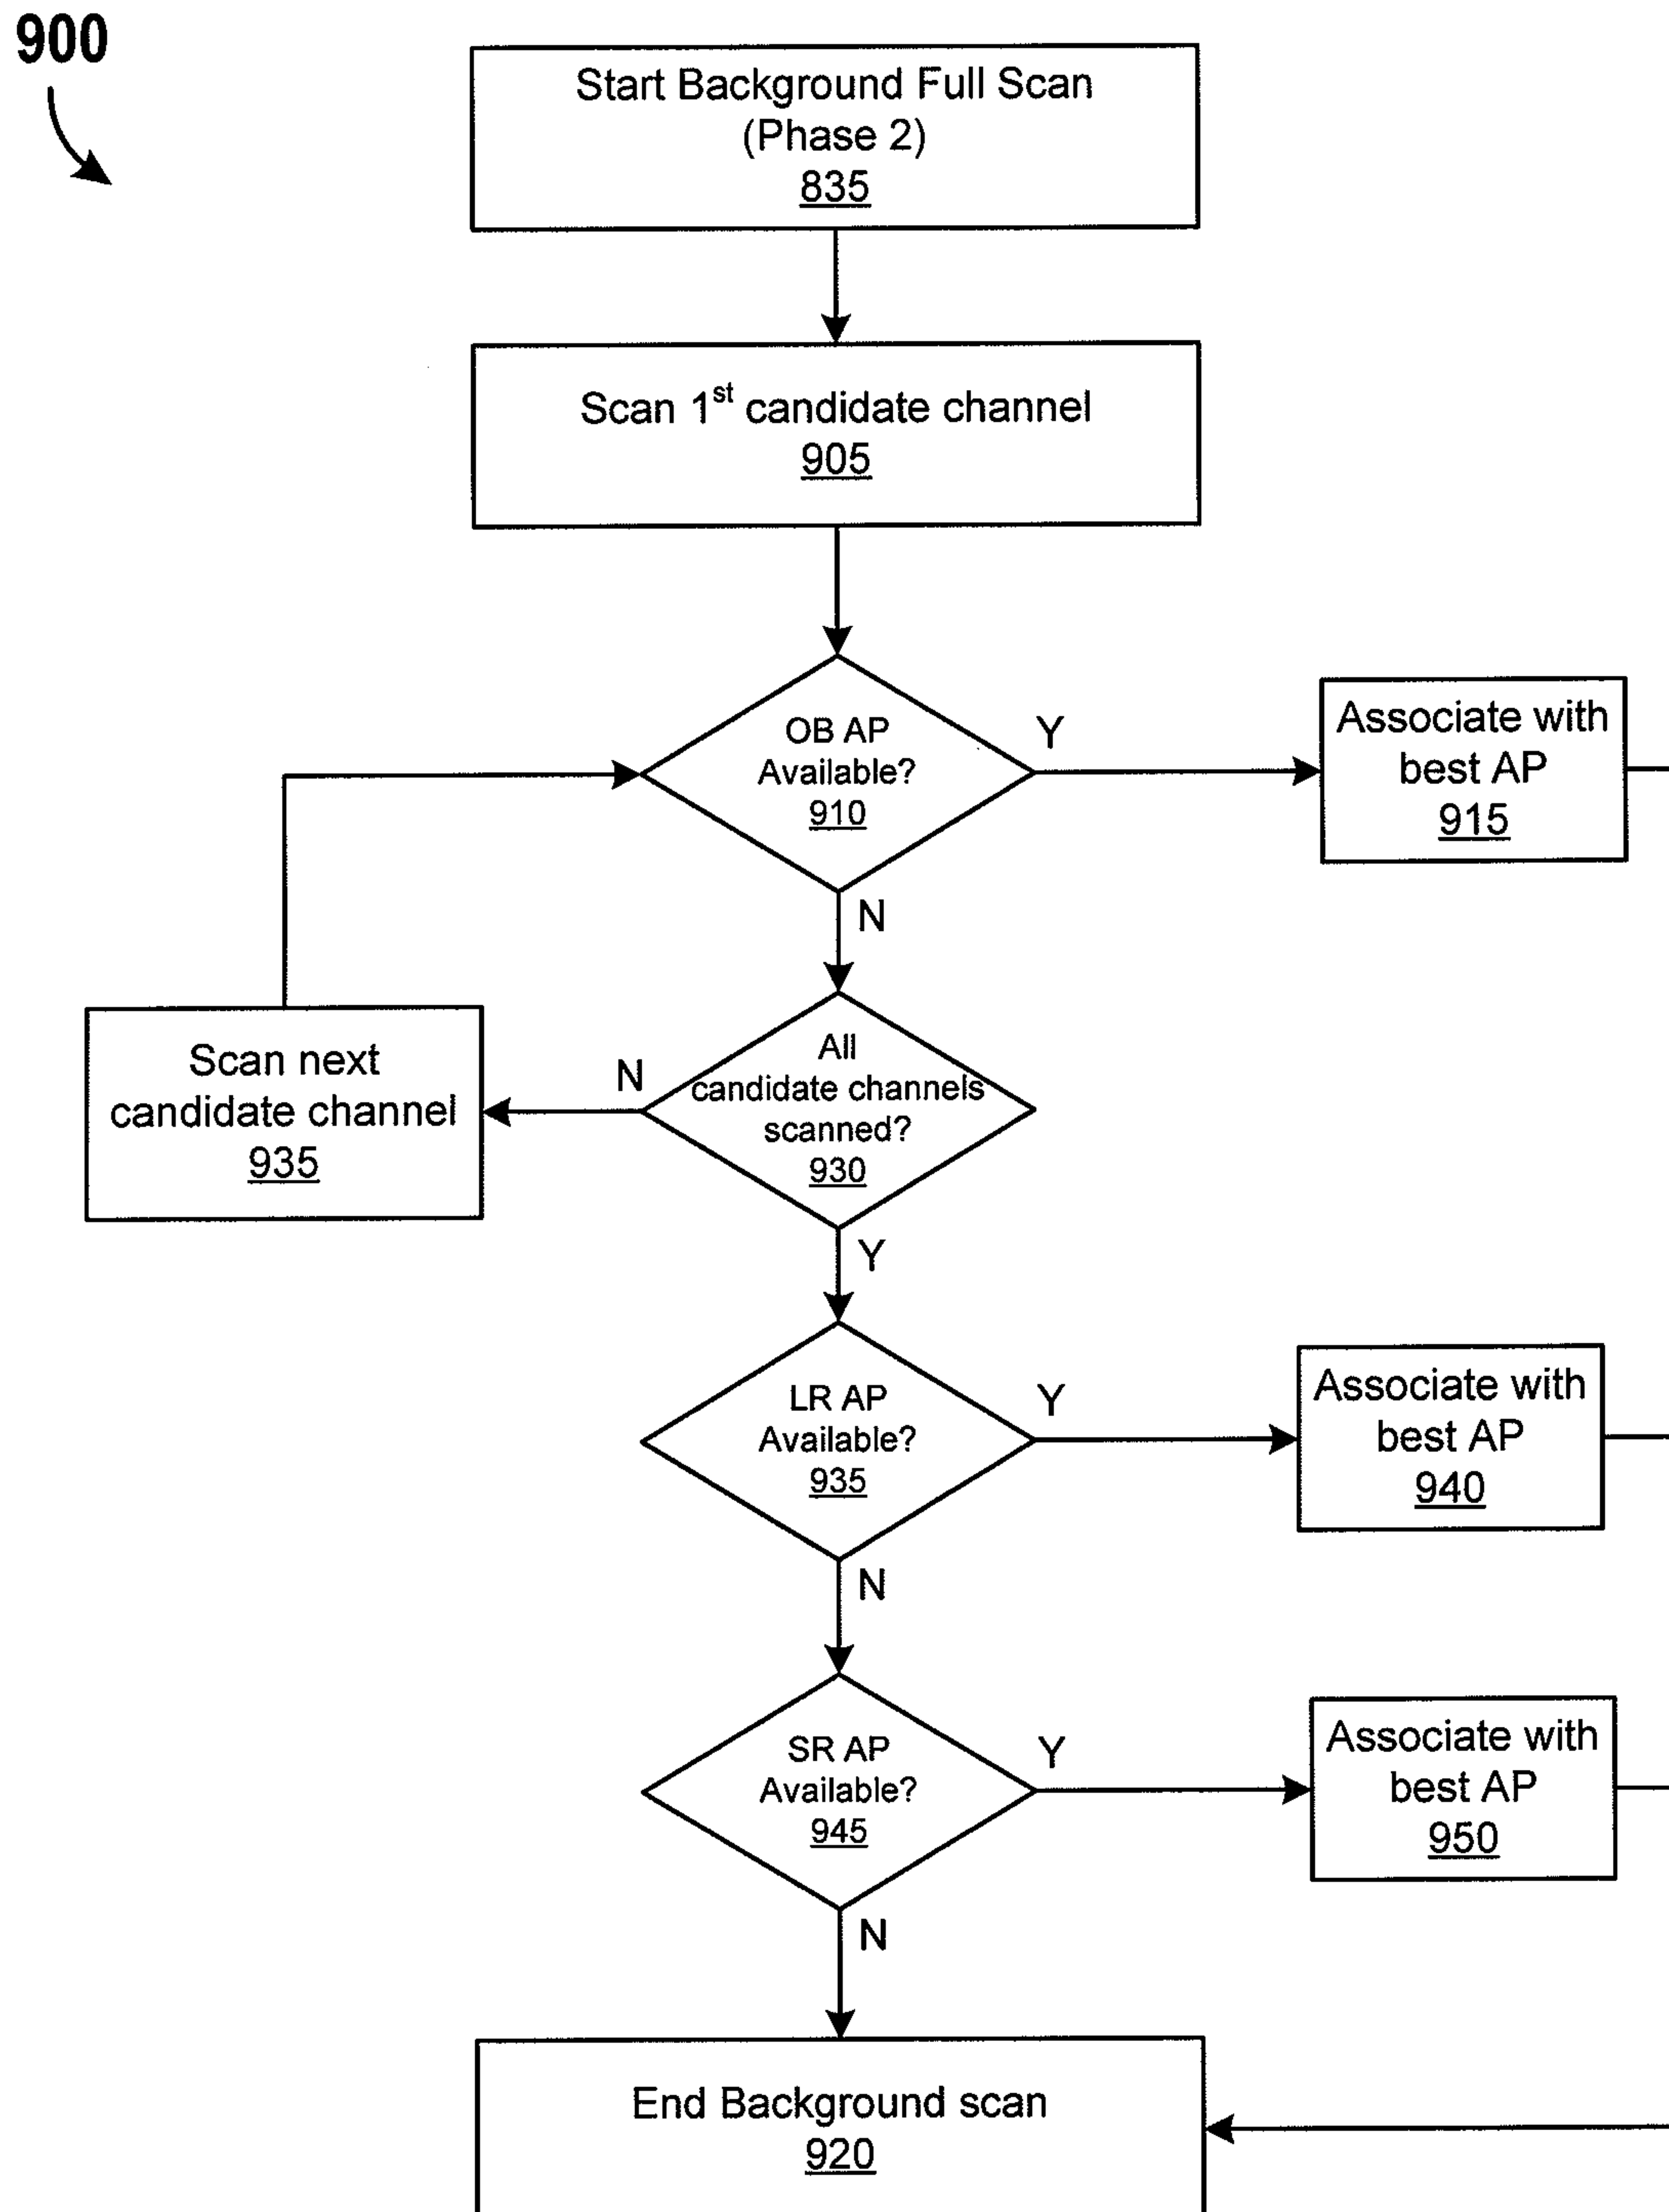 900
Start Background Full Scan
(Phase 2)
835
Scan 1st candidate channel
905
OB AP
Available?
910
Y
Associate with
best AP
915
N
All
candidate channels
scanned?
930
N
Scan next
candidate channel
935
Y
LR AP
Available?
935
Y
Associate with
best AP
940
N
SR AP
Available?
945
Y
Associate with
best AP
950
N
End Background scan
920